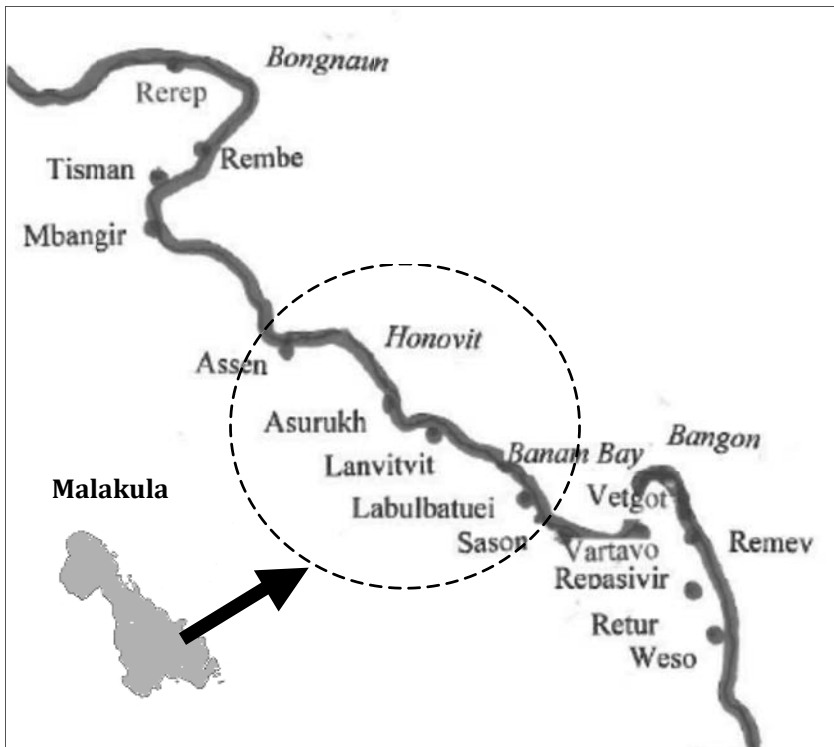 Bongnaun
Rerep
Rembe
Tisman
Mbangir
Honovit
Assen
Asurukh
Bangon
Lanvitvit
Banam Bay
Malakula
Vetgot
Labulbatuei
Sason
Vartavo
Remev
Repasivir
Retur
Weso